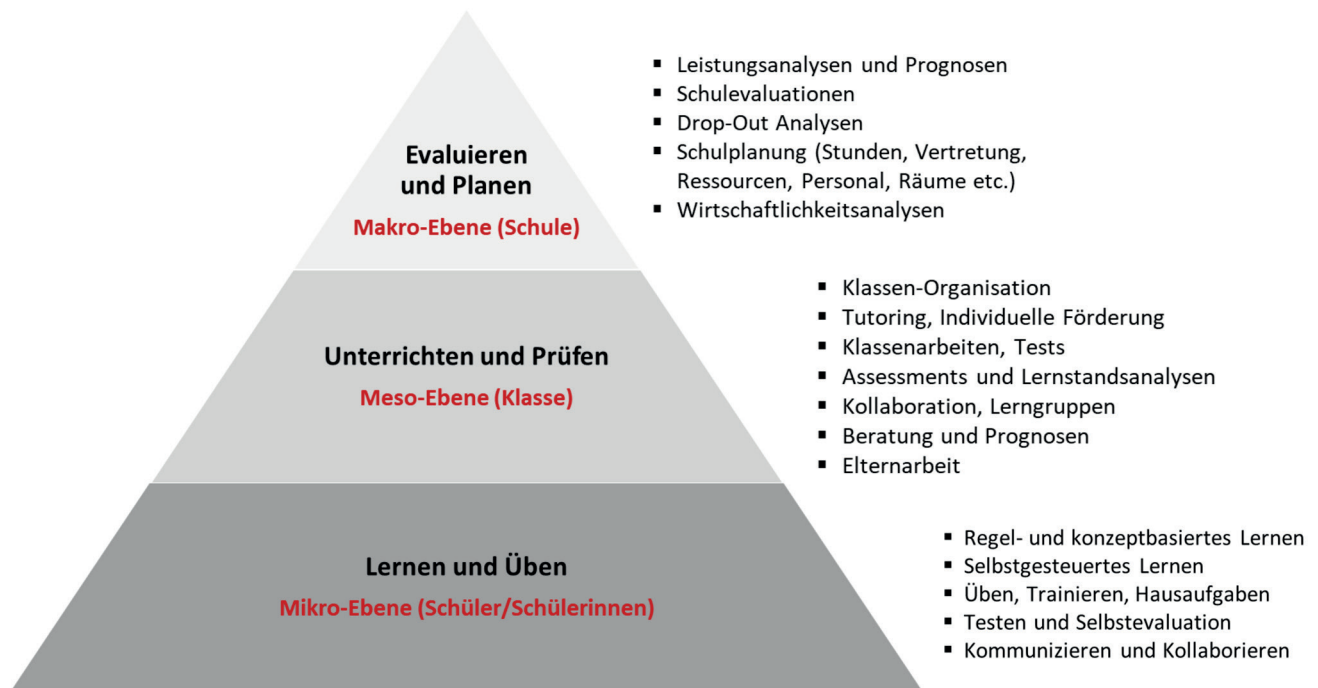 Evaluieren
und Planen
Makro-Ebene (Schule)
▪ Leistungsanalysen und Prognosen
▪ Schulevaluationen
▪ Drop-Out Analysen
▪ Schulplanung (Stunden, Vertretung,
Ressourcen, Personal, Räume etc.)
▪ Wirtschaftlichkeitsanalysen
Unterrichten und Prüfen
Meso-Ebene (Klasse)
▪ Klassen-Organisation
▪ Tutoring, Individuelle Förderung
▪ Klassenarbeiten, Tests
▪ Assessments und Lernstandsanalysen
▪ Kollaboration, Lerngruppen
▪ Beratung und Prognosen
▪ Elternarbeit
Lernen und Üben
Mikro-Ebene (Schüler/Schülerinnen)
▪ Regel- und konzeptbasiertes Lernen
▪ Selbstgesteuertes Lernen
▪ Üben, Trainieren, Hausaufgaben
▪ Testen und Selbstevaluation
▪ Kommunizieren und Kollaborieren